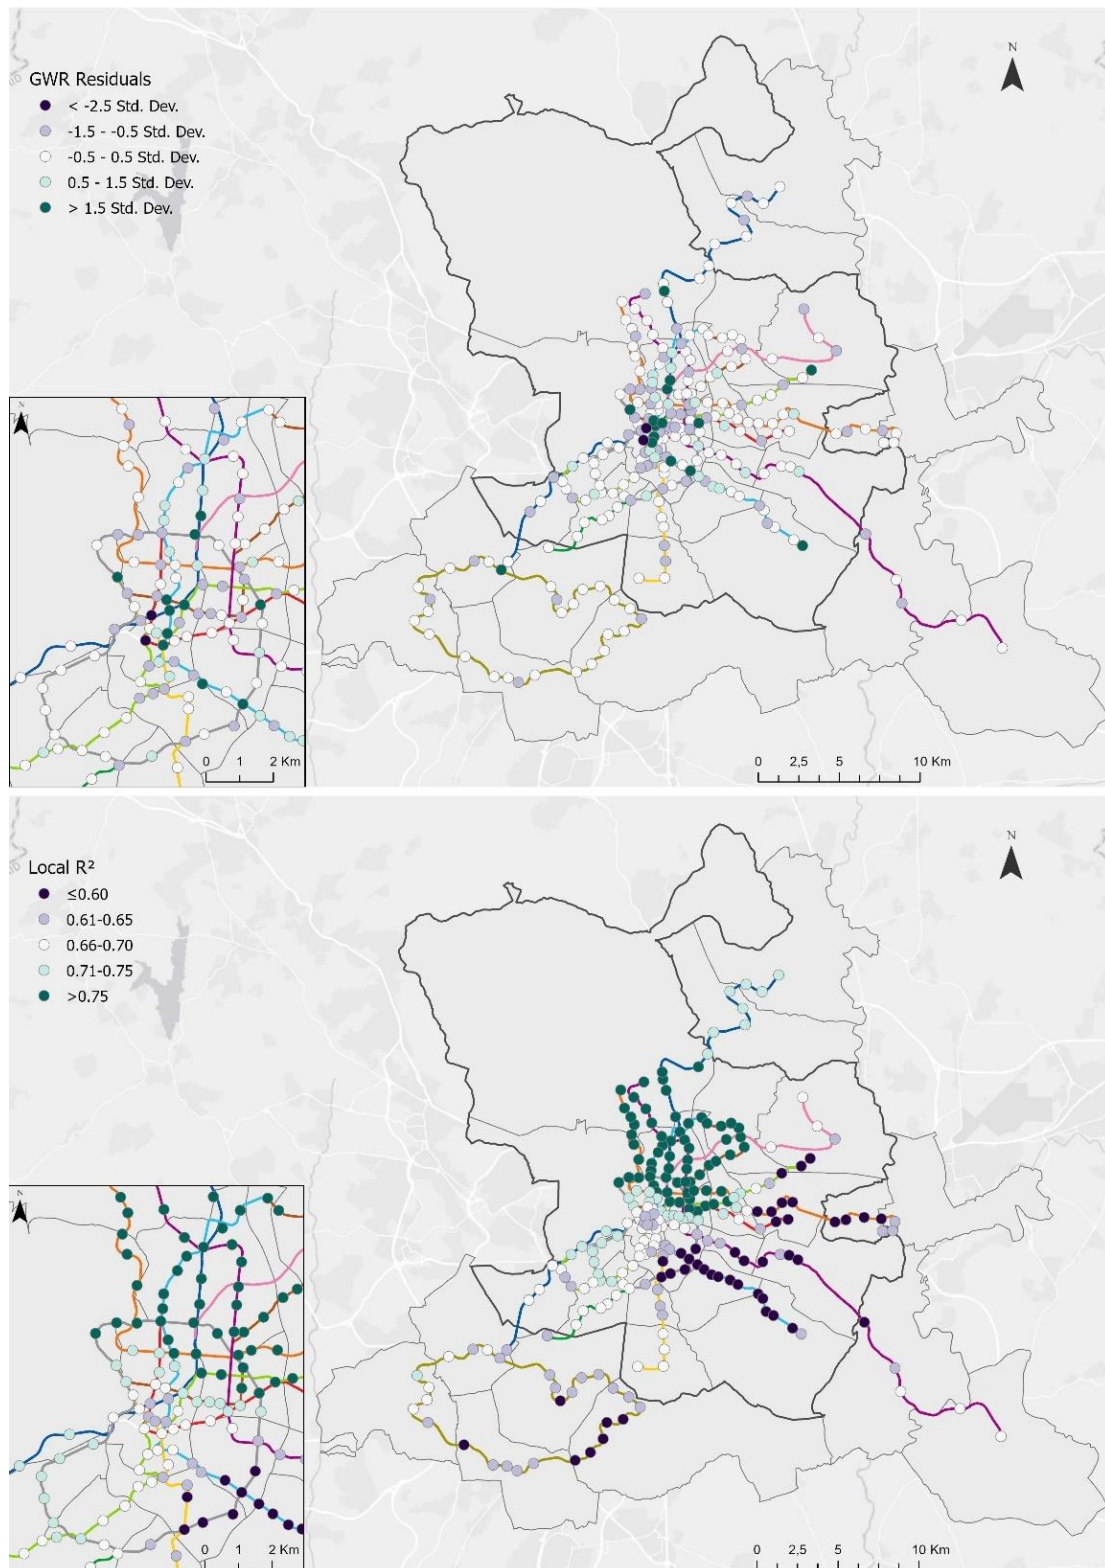 N
GWR Residuals
< -2.5 Std. Dev.
-1.5 - -0.5 Std. Dev.
-0.5 - 0.5 Std. Dev.
0.5 - 1.5 Std. Dev.
> 1.5 Std. Dev.
N
0 1 2 Km
0 2,5 5 10 Km
N
Local R²
≤0.60
0.61-0.65
0.66-0.70
0.71-0.75
>0.75
N
0 1 2 Km
0 2,5 5 10 Km